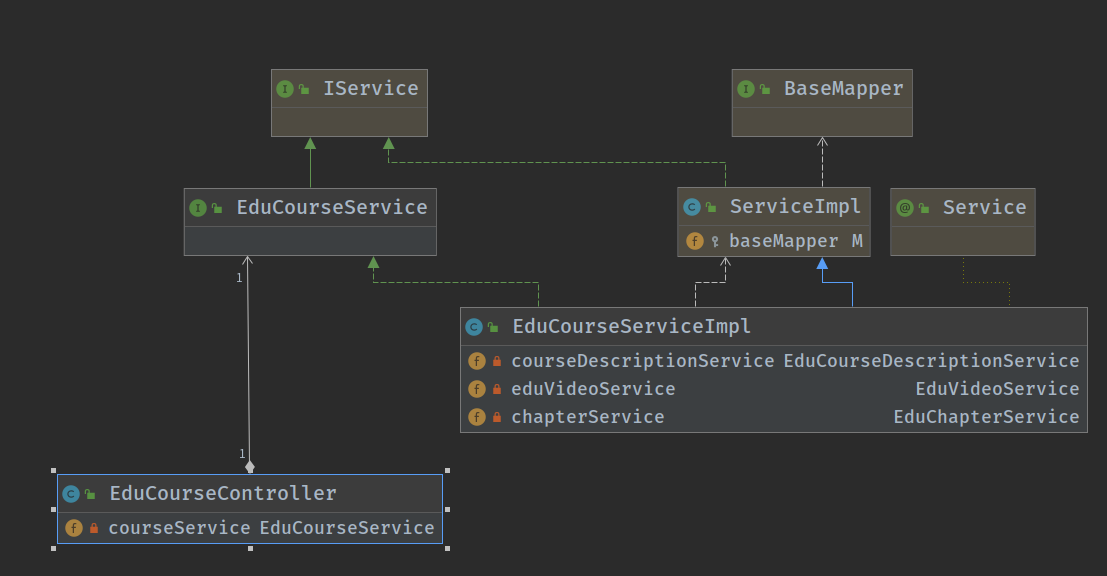 IService
BaseMapper
EduCourseService
ServiceImpl
baseMapper M
Service
1
EduCourseServiceImpl
courseDescriptionService EduCourseDescriptionService
eduVideoService EduVideoService
chapterService EduChapterService
1
EduCourseController
courseService EduCourseService